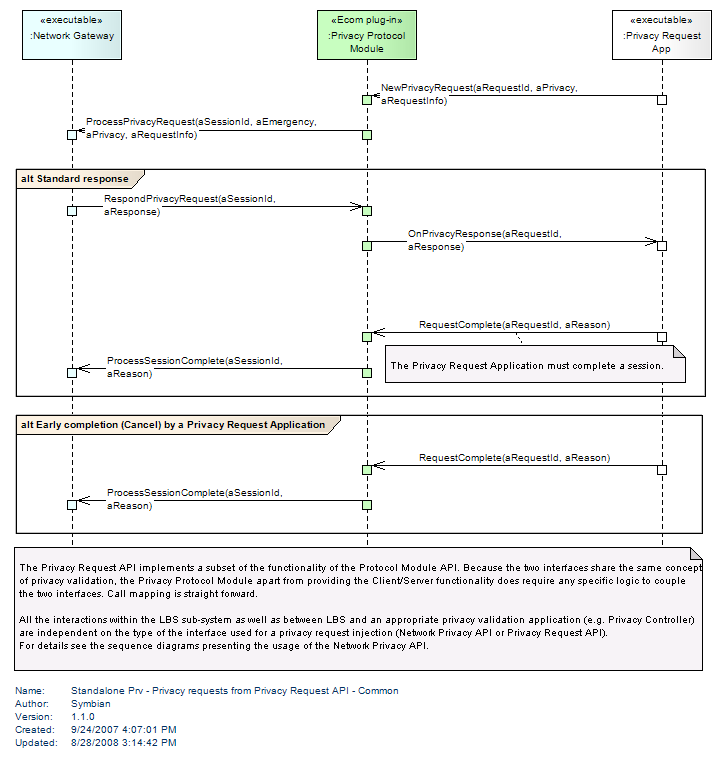 «executable»
:Network Gateway
«Ecom plug-in»
:Privacy Protocol
Module
«executable»
:Privacy Request
App
NewPrivacyRequest(aRequestId, aPrivacy,
aRequestInfo)
ProcessPrivacyRequest(aSessionId, aEmergency,
aPrivacy, aRequestInfo)
alt Standard response
RespondPrivacyRequest(aSessionId,
aResponse)
OnPrivacyResponse(aRequestId,
aResponse)
RequestComplete(aRequestId, aReason)
The Privacy Request Application must complete a session.
ProcessSessionComplete(aSessionId,
aReason)
alt Early completion (Cancel) by a Privacy Request Application
RequestComplete(aRequestId, aReason)
ProcessSessionComplete(aSessionId,
aReason)
The Privacy Request API implements a subset of the functionality of the Protocol Module API. Because the two interfaces share the same concept
of privacy validation, the Privacy Protocol Module apart from providing the Client/Server functionality does require any specific logic to couple
the two interfaces. Call mapping is straight forward.
All the interactions within the LBS sub-system as well as between LBS and an appropriate privacy validation application (e.g. Privacy Controller)
are independent on the type of the interface used for a privacy request injection (Network Privacy API or Privacy Request API).
For details see the sequence diagrams presenting the usage of the Network Privacy API.
Name: Standalone Prv - Privacy requests from Privacy Request API - Common
Author: Symbian
Version: 1.1.0
Created: 9/24/2007 4:07:01 PM
Updated: 8/28/2008 3:14:42 PM